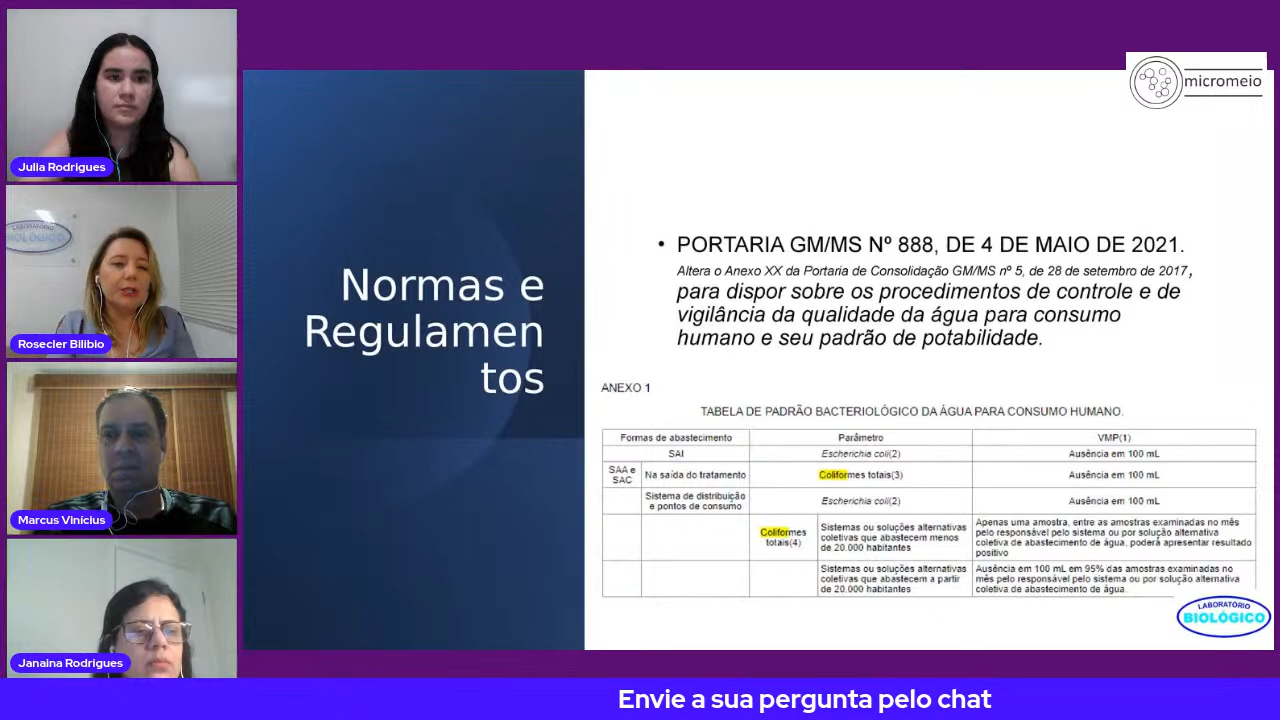 Julia Rodrigues
LABORATÓRIO
BIOLÓGICO
Rosecler Bilibio
Marcus Vinícius
Janaina Rodrigues
Normas e
Regulamen
tos
micromeio
• PORTARIA GM/MS Nº 888, DE 4 DE MAIO DE 2021.
Altera o Anexo XX da Portaria de Consolidação GM/MS nº 5, de 28 de setembro de 2017,
para dispor sobre os procedimentos de controle e de
vigilância da qualidade da água para consumo
humano e seu padrão de potabilidade.
ANEXO 1
TABELA DE PADRÃO BACTERIOLÓGICO DA ÁGUA PARA CONSUMO HUMANO.
Formas de abastecimento Parâmetro VMP(1)
SAI Escherichia coli(2) Ausência em 100 mL
SAA e
SAC
Na saída do tratamento Coliformes totais(3) Ausência em 100 mL
Sistema de distribuição
e pontos de consumo
Escherichia coli(2) Ausência em 100 mL
Coliformes
totais(4)
Sistemas ou soluções alternativas
coletivas que abastecem menos
de 20.000 habitantes
Apenas uma amostra, entre as amostras examinadas no mês
pelo responsável pelo sistema ou por solução alternativa
coletiva de abastecimento de água, poderá apresentar resultado
positivo
Sistemas ou soluções alternativas
coletivas que abastecem a partir
de 20.000 habitantes
Ausência em 100 mL em 95% das amostras examinadas no
mês pelo responsável pelo sistema ou por solução alternativa
coletiva de abastecimento de água.
LABORATÓRIO
BIOLÓGICO
Envie a sua pergunta pelo chat